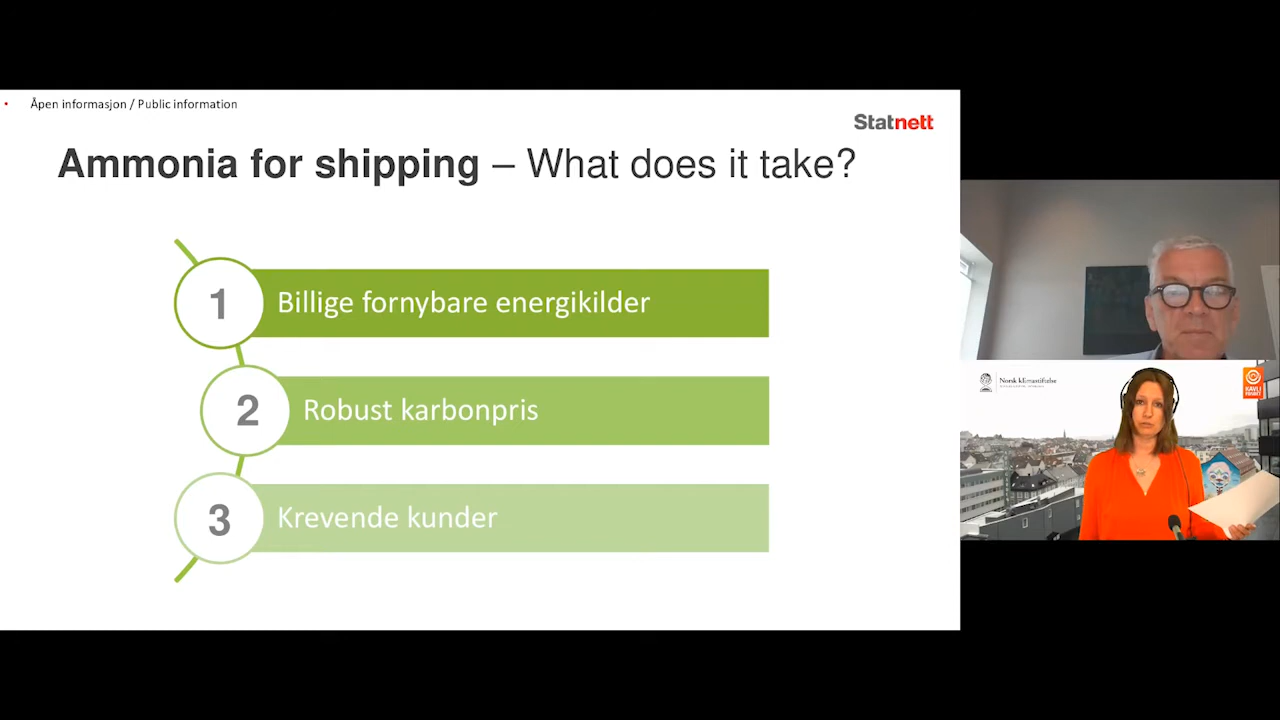 • Åpen informasjon / Public information
Statnett
Ammonia for shipping – What does it take?
1 Billige fornybare energikilder
2 Robust karbonpris
3 Krevende kunder
Norsk klimastiftelse
KAVLI